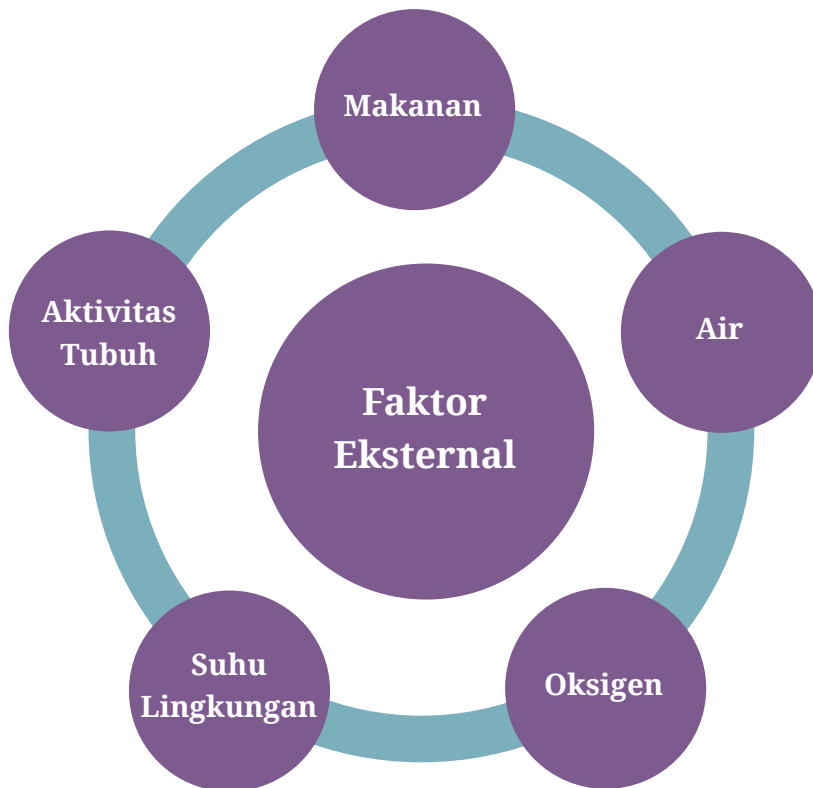 Makanan
Aktivitas
Tubuh
Air
Faktor
Eksternal
Suhu
Lingkungan
Oksigen